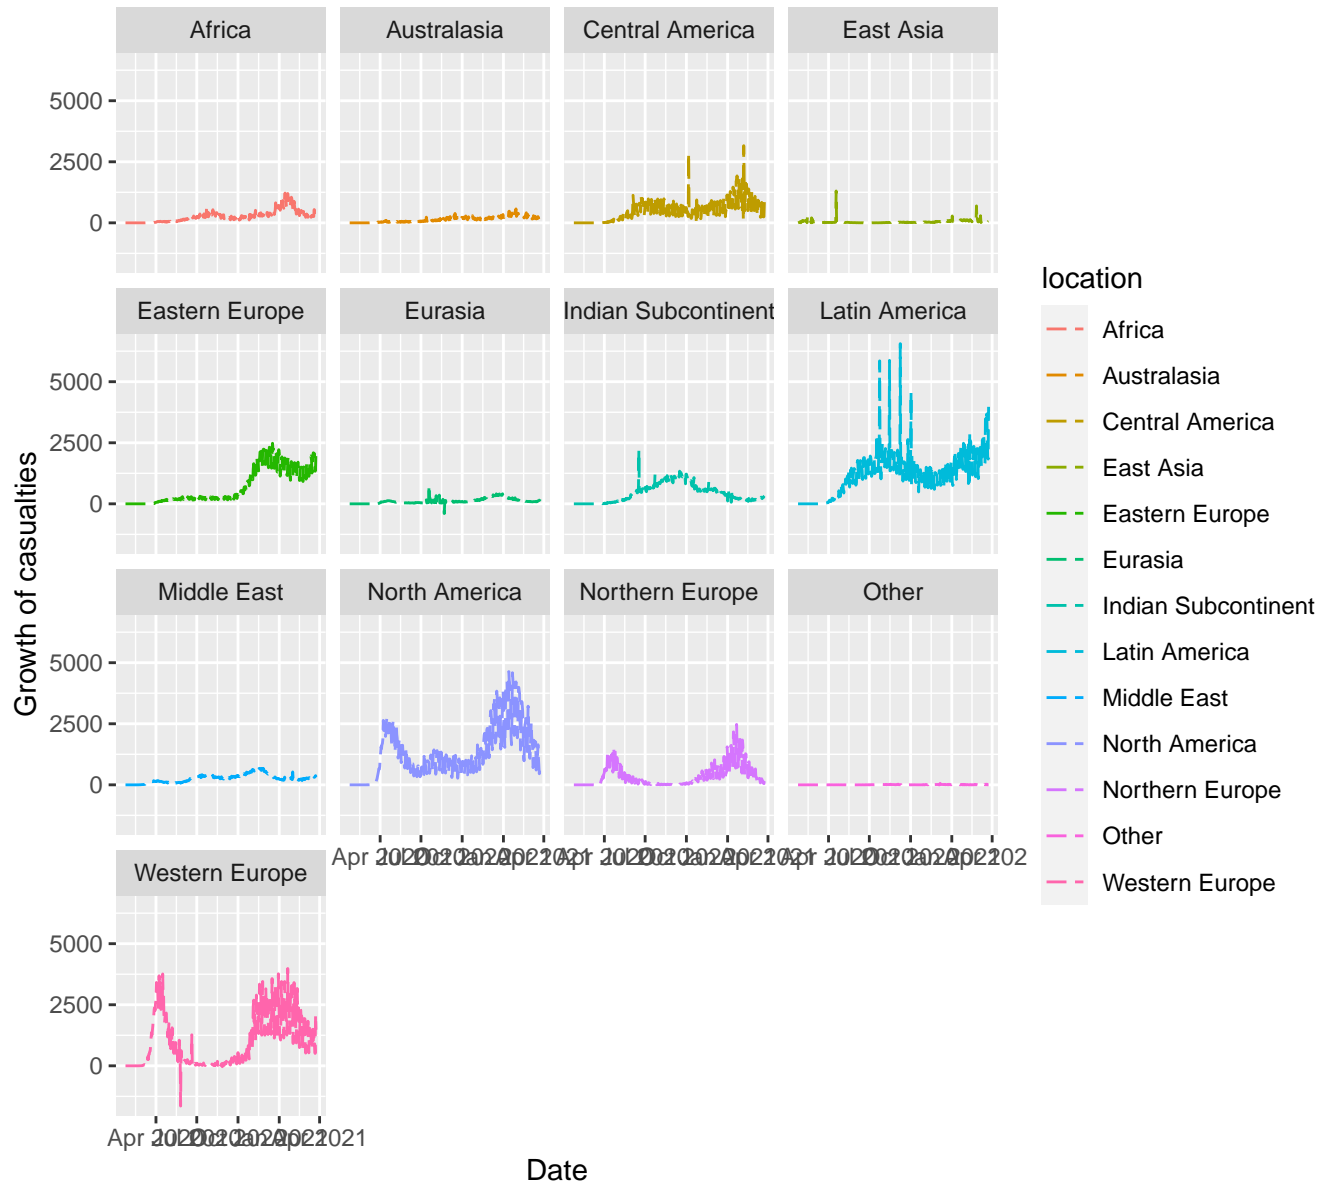 Africa Australasia Central America East Asia
5000
2500
0
Eastern Europe Eurasia Indian Subcontinent Latin America
5000
2500
0
Middle East North America Northern Europe Other
5000
2500
0
Western Europe
5000
2500
0
Apr 2021
Date
Growth of casualties
location
Africa
Australasia
Central America
East Asia
Eastern Europe
Eurasia
Indian Subcontinent
Latin America
Middle East
North America
Northern Europe
Other
Western Europe